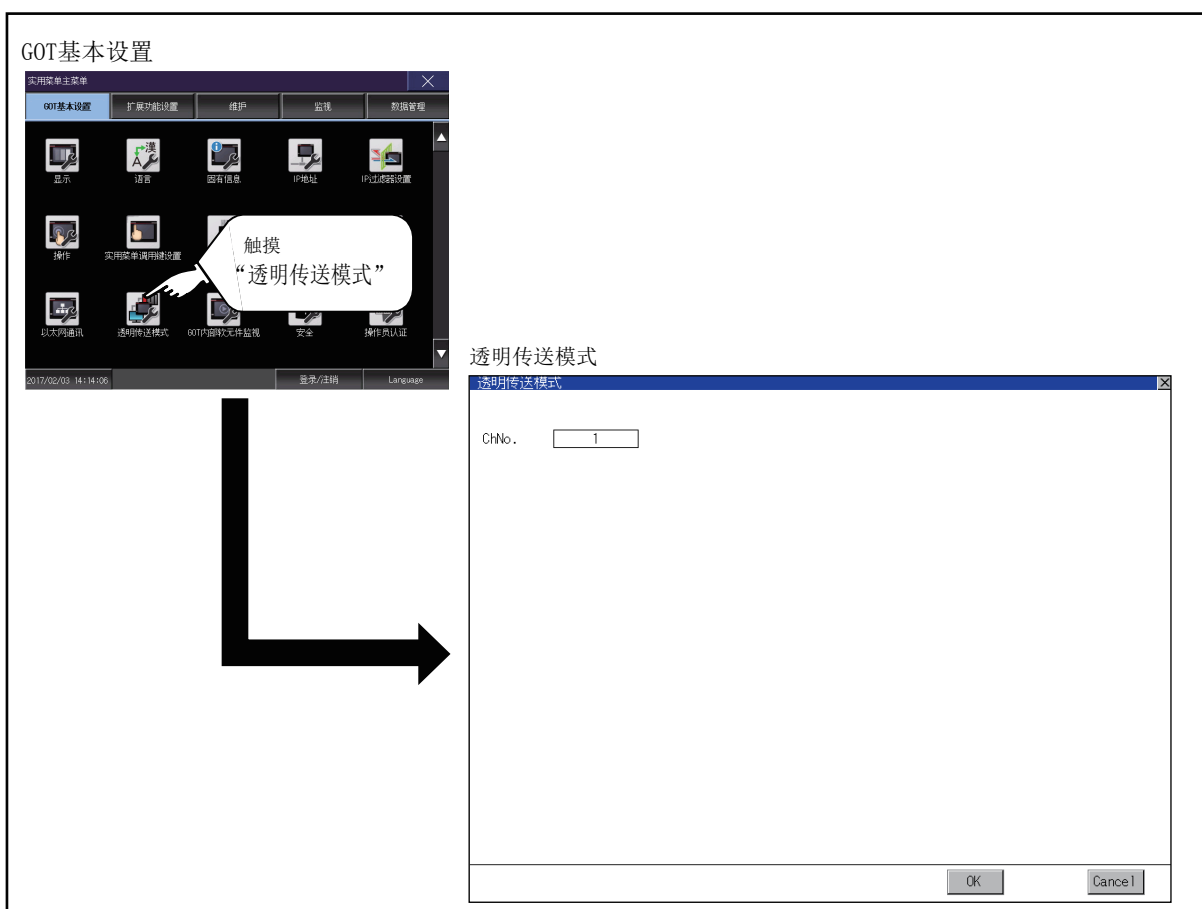 GOT基本设置
实用菜单主菜单
GOT基本设置 扩展功能设置 维护 监视 数据管理
显示 语言 固有信息 IP地址 IP过滤器设置
操作 实用菜单调用键设置
触摸
“透明传送模式”
以太网通讯 透明传送模式 GOT内部软元件监视 安全 操作员认证
2017/02/03 14:14:06 登录/注销 Language
透明传送模式
透明传送模式
ChNo. 1
OK Cancel